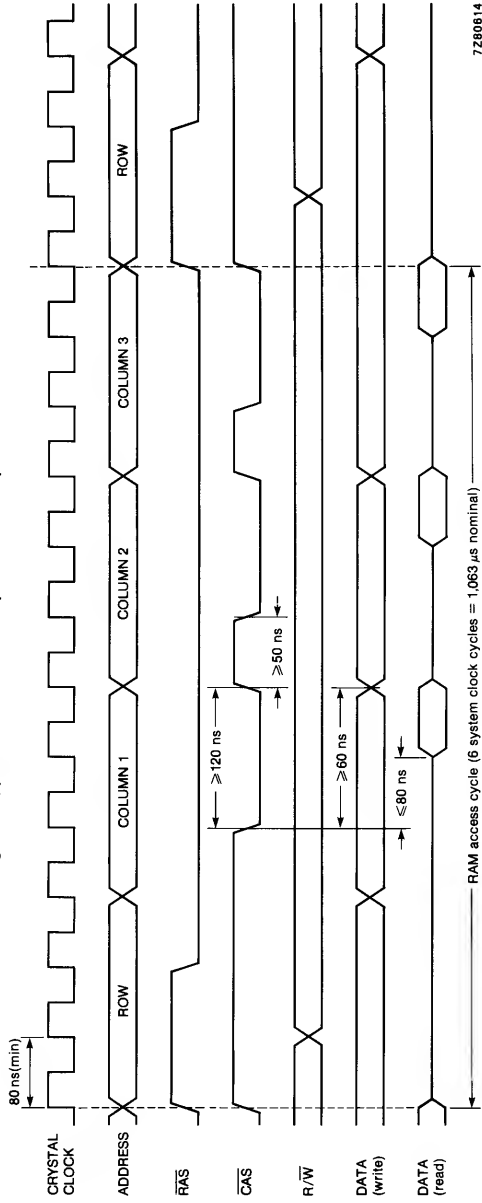 80 ns(min)
CRYSTAL
CLOCK
ADDRESS
ROW
COLUMN 1
COLUMN 2
COLUMN 3
ROW
RAS
CAS
≥120 ns
≥50 ns
R/W
DATA
(write)
≥60 ns
≤80 ns
DATA
(read)
RAM access cycle (6 system clock cycles = 1,063 μs nominal)
7Z80614